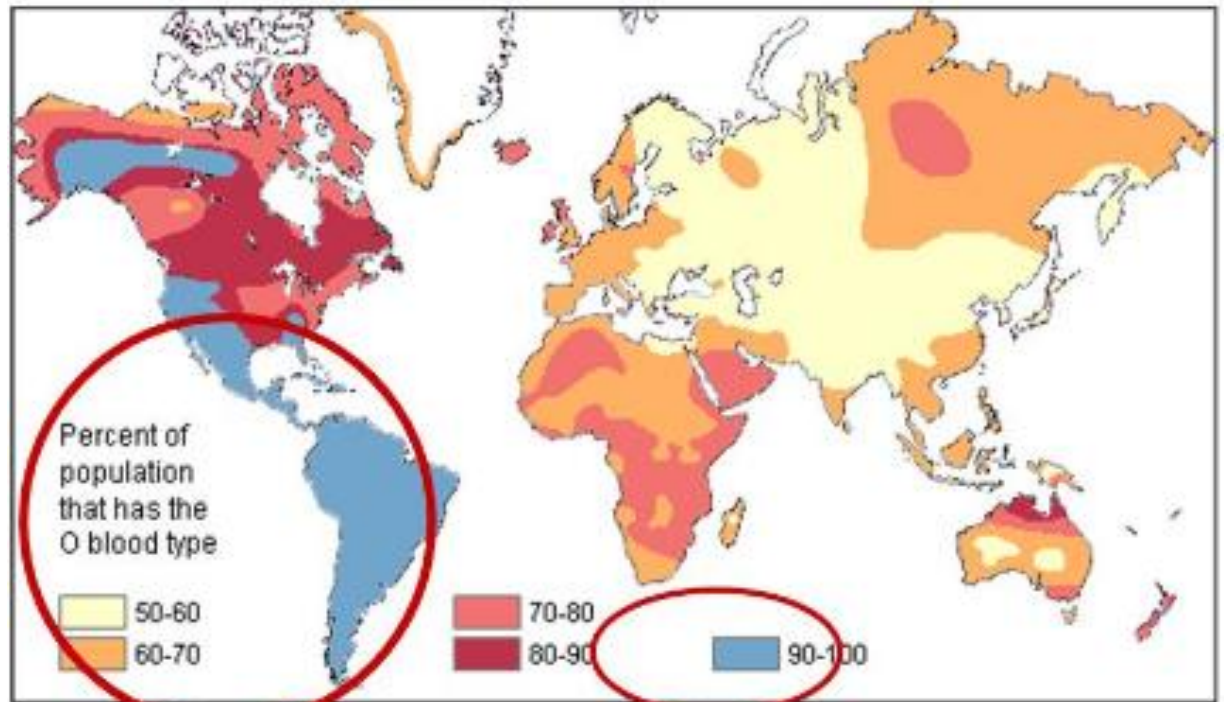 Percent of
population
that has the
O blood type
50-60
60-70
70-80
80-90
90-100